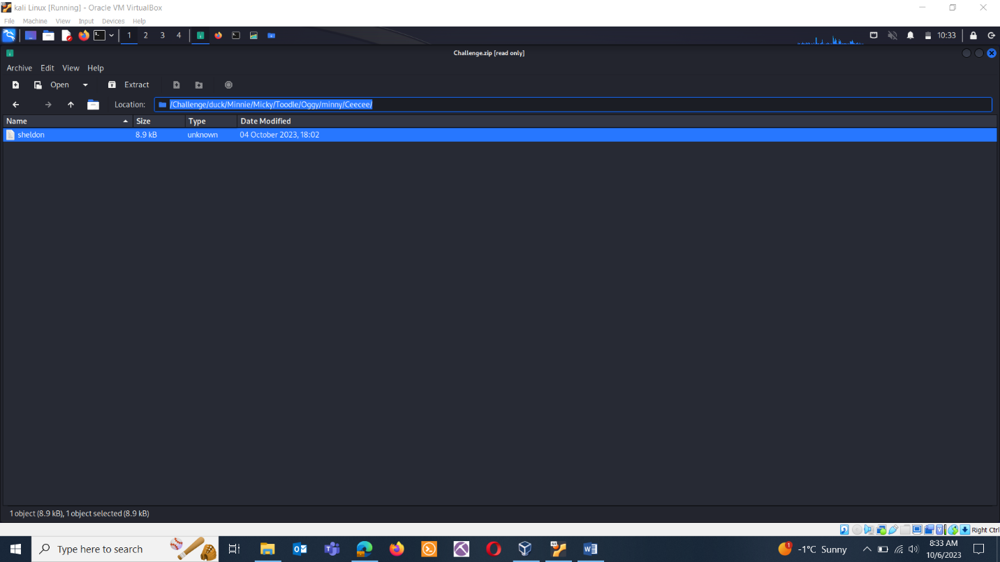 kali Linux [Running] - Oracle VM VirtualBox
File Machine View Input Devices Help
1 2 3 4 10:33
Challenge.zip [read only]
Archive Edit View Help
Open Extract
Location: /Challenge/duck/Minnie/Micky/Toodle/Oggy/minny/Ceecee/
Name Size Type Date Modified
sheldon 8.9 kB unknown 04 October 2023, 18:02
1 object (8.9 kB), 1 object selected (8.9 kB)
Right Ctrl
Type here to search 1 -1°C Sunny 8:33 AM
10/6/2023